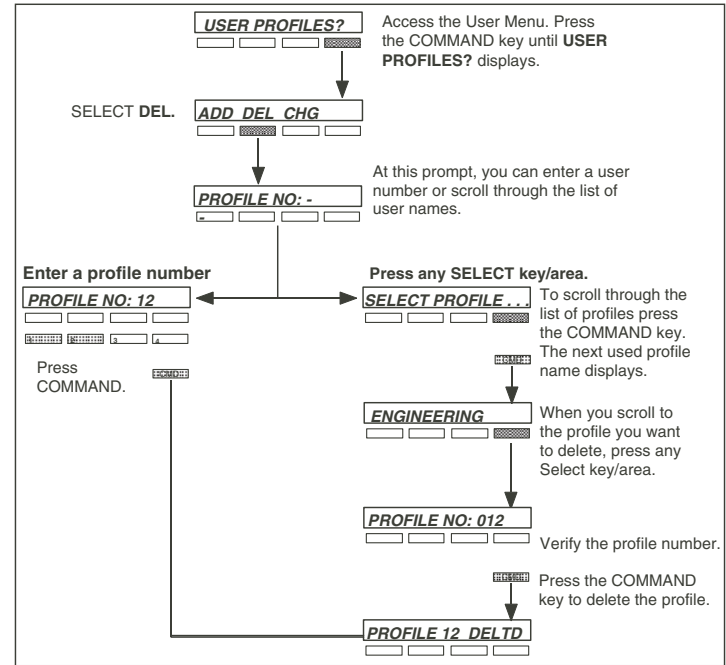 USER PROFILES?
Access the User Menu. Press
the COMMAND key until USER
PROFILES? displays.
SELECT DEL.
ADD DEL CHG
At this prompt, you can enter a user
number or scroll through the list of
user names.
PROFILE NO: -
-
Enter a profile number
PROFILE NO: 12
1 2 3 4
Press
COMMAND.
CMD
Press any SELECT key/area.
SELECT PROFILE . . .
To scroll through the
list of profiles press
the COMMAND key.
The next used profile
name displays.
CMD
ENGINEERING
When you scroll to
the profile you want
to delete, press any
Select key/area.
PROFILE NO: 012
Verify the profile number.
CMD
Press the COMMAND
key to delete the profile.
PROFILE 12 DELTD